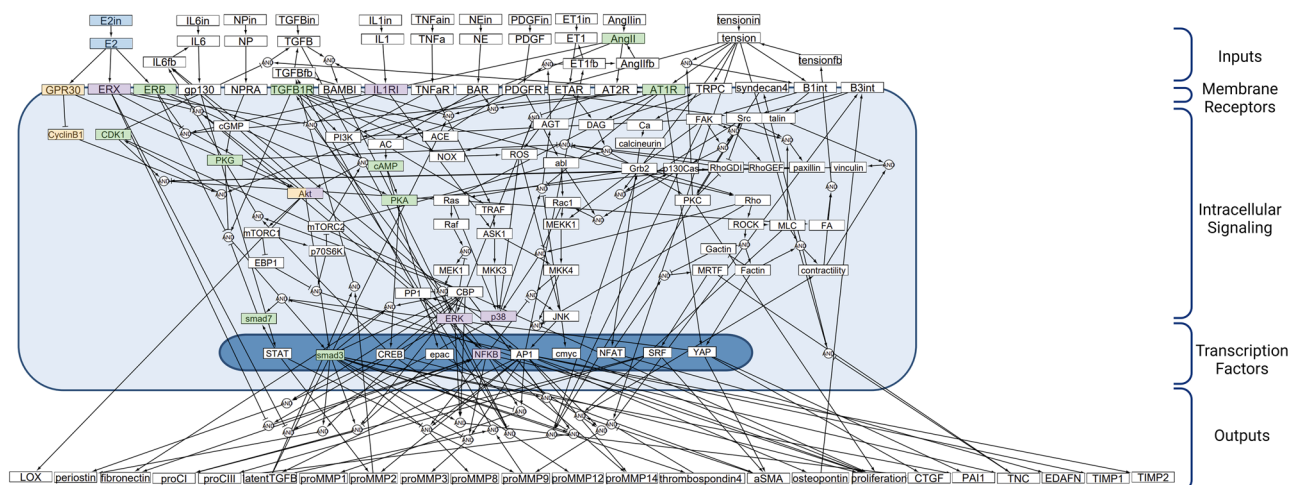 E2in IL6in NPin TGFBin IL1in TNFain NEin PDGFin ET1in AngIIin tensionin
E2 IL6 NP TGFB IL1 TNFa NE PDGF ET1 AngII tension
IL6fb TGFBfb ET1fb AngIIfb tensionfb
Inputs
GPR30 ERX ERB gp130 NPRA TGFB1R BAMBI IL1RI TNFaR BAR PDGFR ETAR AT2R AT1R TRPC syndecan4 B1int B3int
Membrane
Receptors
CyclinB1 CDK1 cGMP PI3K ACE AGT DAG Ca FAK Src talin
AC calcineurin
PKG cAMP NOX ROS abl Grb2 p130Cas RhoGDI RhoGEF paxillin vinculin
Akt PKA Ras TRAF Rac1 PKC Rho
Intracellular
Signaling
mTORC1 mTORC2 Raf ASK1 MEKK1 ROCK MLC FA
EBP1 p70S6K Gactin
MEK1 MKK3 MKK4 MRTF Factin contractility
PP1 CBP
smad7 ERK p38 JNK
STAT smad3 CREB epac NFKB AP1 cmyc NFAT SRF YAP
Transcription
Factors
AND
Outputs
LOX periostin fibronectin proCI proCIII latentTGFB proMMP1 proMMP2 proMMP3 proMMP8 proMMP9 proMMP12 proMMP14 thrombospondin4 aSMA osteopontin proliferation CTGF PAI1 TNC EDAFN TIMP1 TIMP2